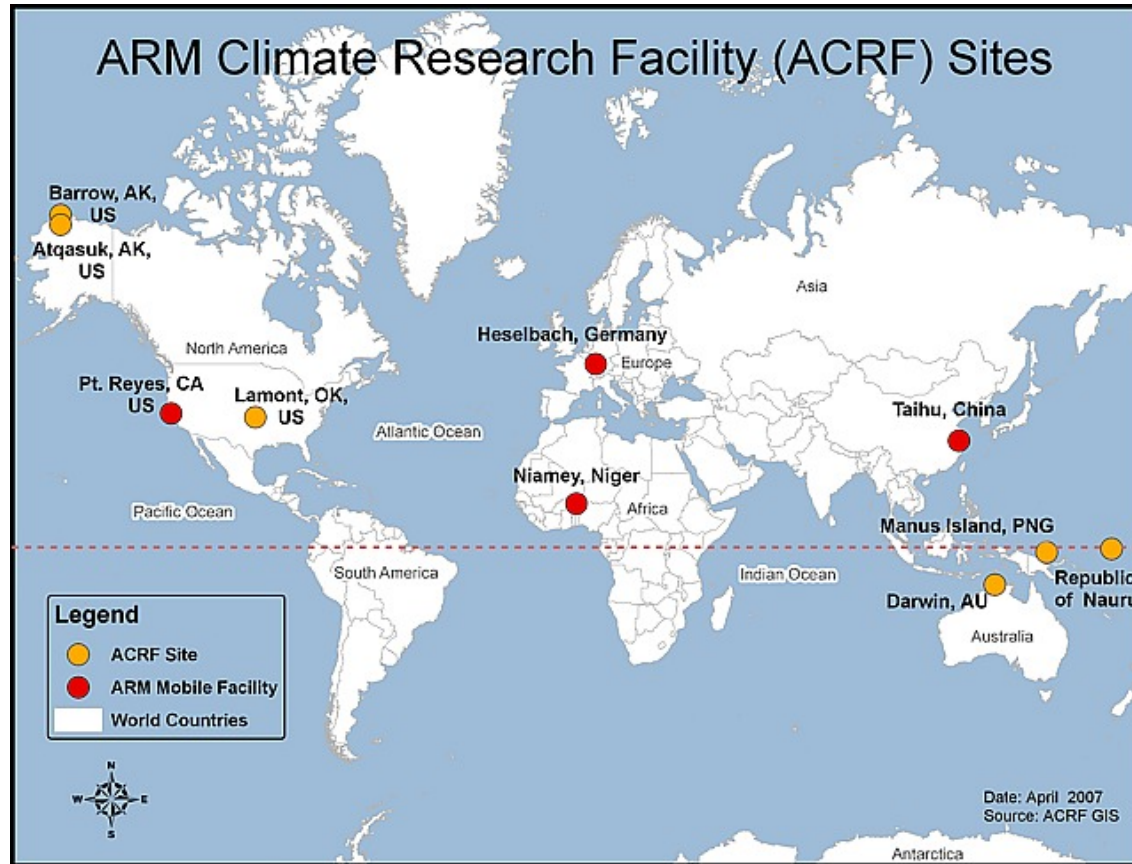 ARM Climate Research Facility (ACRF) Sites
Barrow, AK,
US
Atqasuk, AK,
US
Asia
Heselbach, Germany
Europe
North America
Pt. Reyes, CA
US
Lamont, OK,
US
Taihu, China
Atlantic Ocean
Niamey, Niger
Africa
Pacific Ocean
Manus Island, PNG
South America
Indian Ocean
Republic
of Nauru
Darwin, AU
Australia
Legend
ACRF Site
ARM Mobile Facility
World Countries
N
W
E
S
Date: April 2007
Source: ACRF GIS
Antarctica